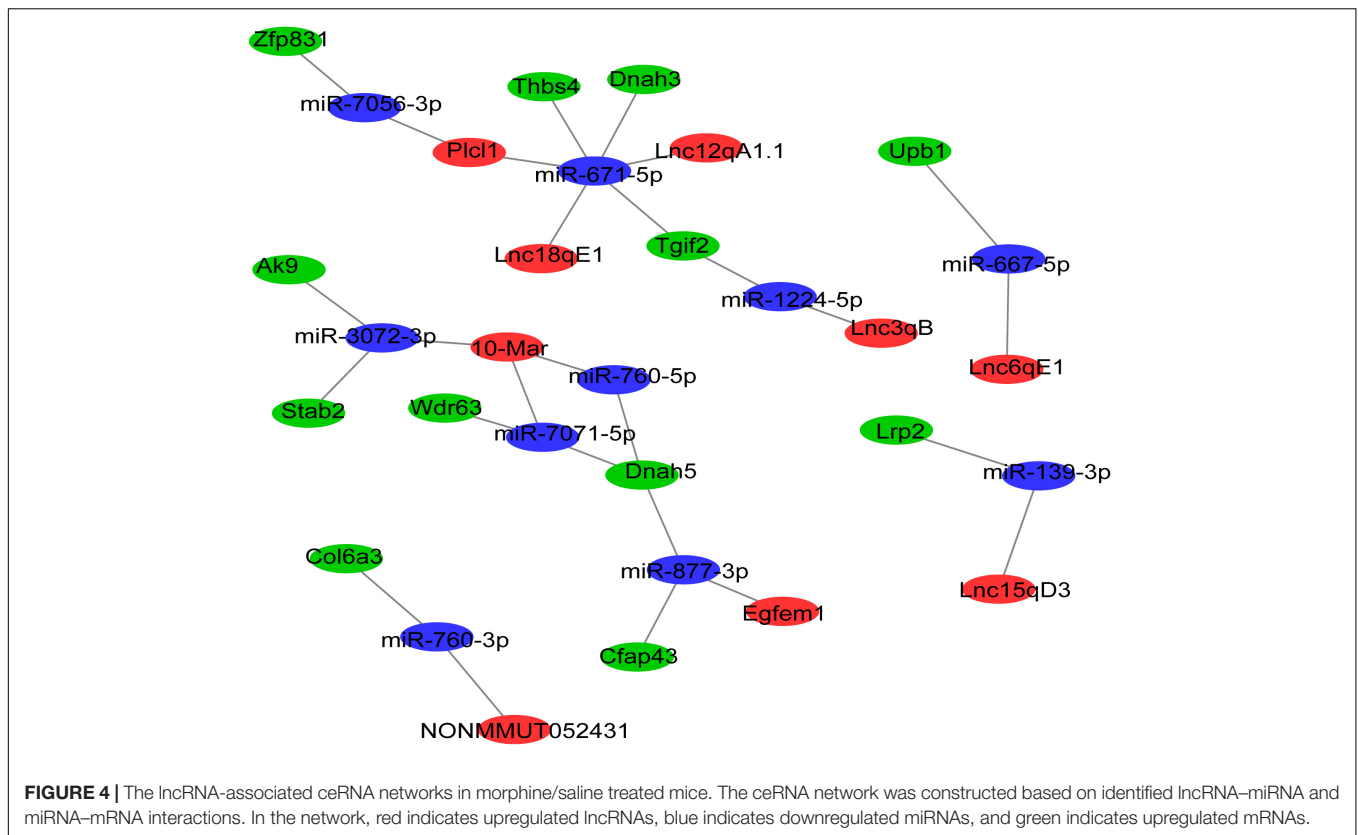 Zfp831
Thbs4
Dnah3
miR-7056-3p
Plcl1
Lnc12qA1.1
Upb1
miR-671-5p
Lnc18qE1
Tgif2
Ak9
miR-667-5p
miR-1224-5p
miR-3072-3p
10-Mar
Lnc3qB
Lnc6qE1
miR-760-5p
Stab2
Wdr63
miR-7071-5p
Lrp2
Dnah5
miR-139-3p
Col6a3
miR-877-3p
Lnc15qD3
Egfem1
miR-760-3p
Cfap43
NONMMUT052431
FIGURE 4 | The lncRNA-associated ceRNA networks in morphine/saline treated mice. The ceRNA network was constructed based on identified lncRNA–miRNA and
miRNA–mRNA interactions. In the network, red indicates upregulated lncRNAs, blue indicates downregulated miRNAs, and green indicates upregulated mRNAs.